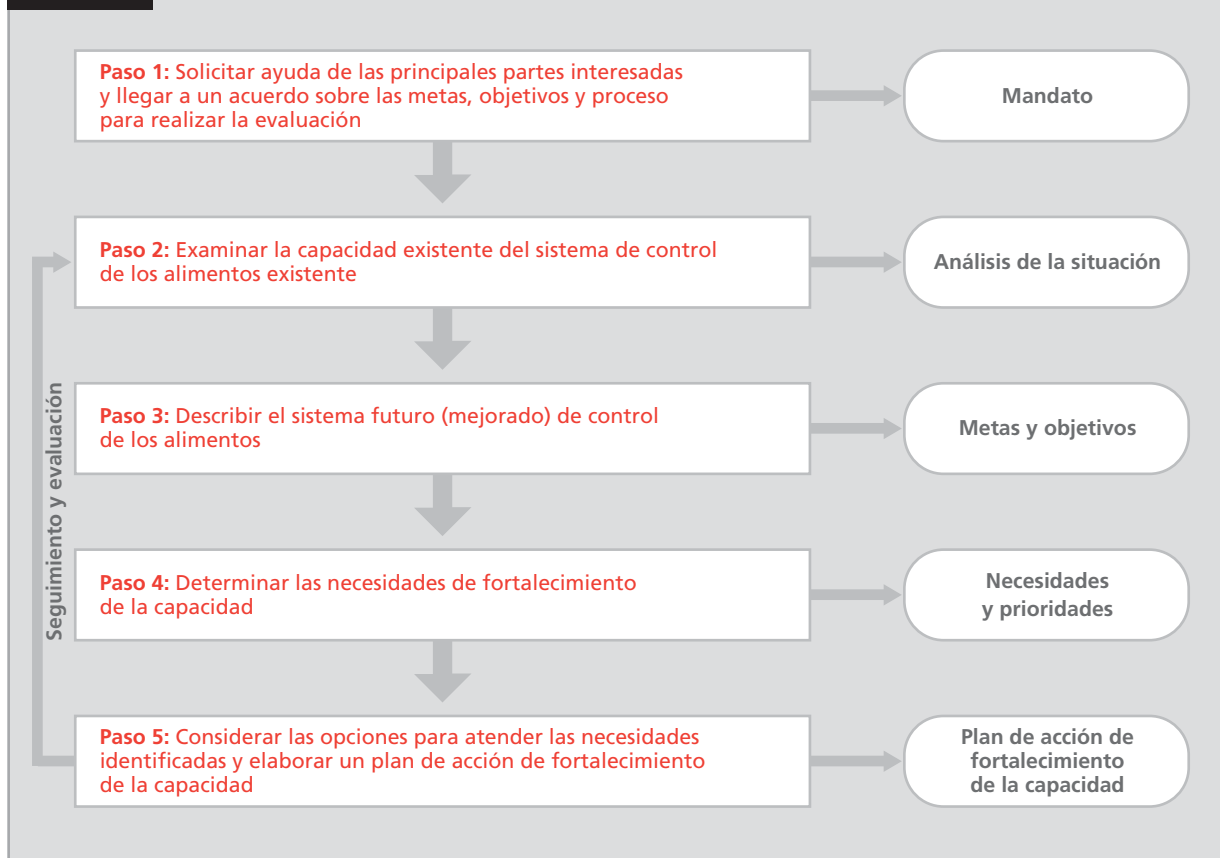 Paso 1: Solicitar ayuda de las principales partes interesadas
y llegar a un acuerdo sobre las metas, objetivos y proceso
para realizar la evaluación
Mandato
Paso 2: Examinar la capacidad existente del sistema de control
de los alimentos existente
Análisis de la situación
Paso 3: Describir el sistema futuro (mejorado) de control
de los alimentos
Metas y objetivos
Paso 4: Determinar las necesidades de fortalecimiento
de la capacidad
Necesidades
y prioridades
Paso 5: Considerar las opciones para atender las necesidades
identificadas y elaborar un plan de acción de fortalecimiento
de la capacidad
Plan de acción de
fortalecimiento
de la capacidad
Seguimiento y evaluación